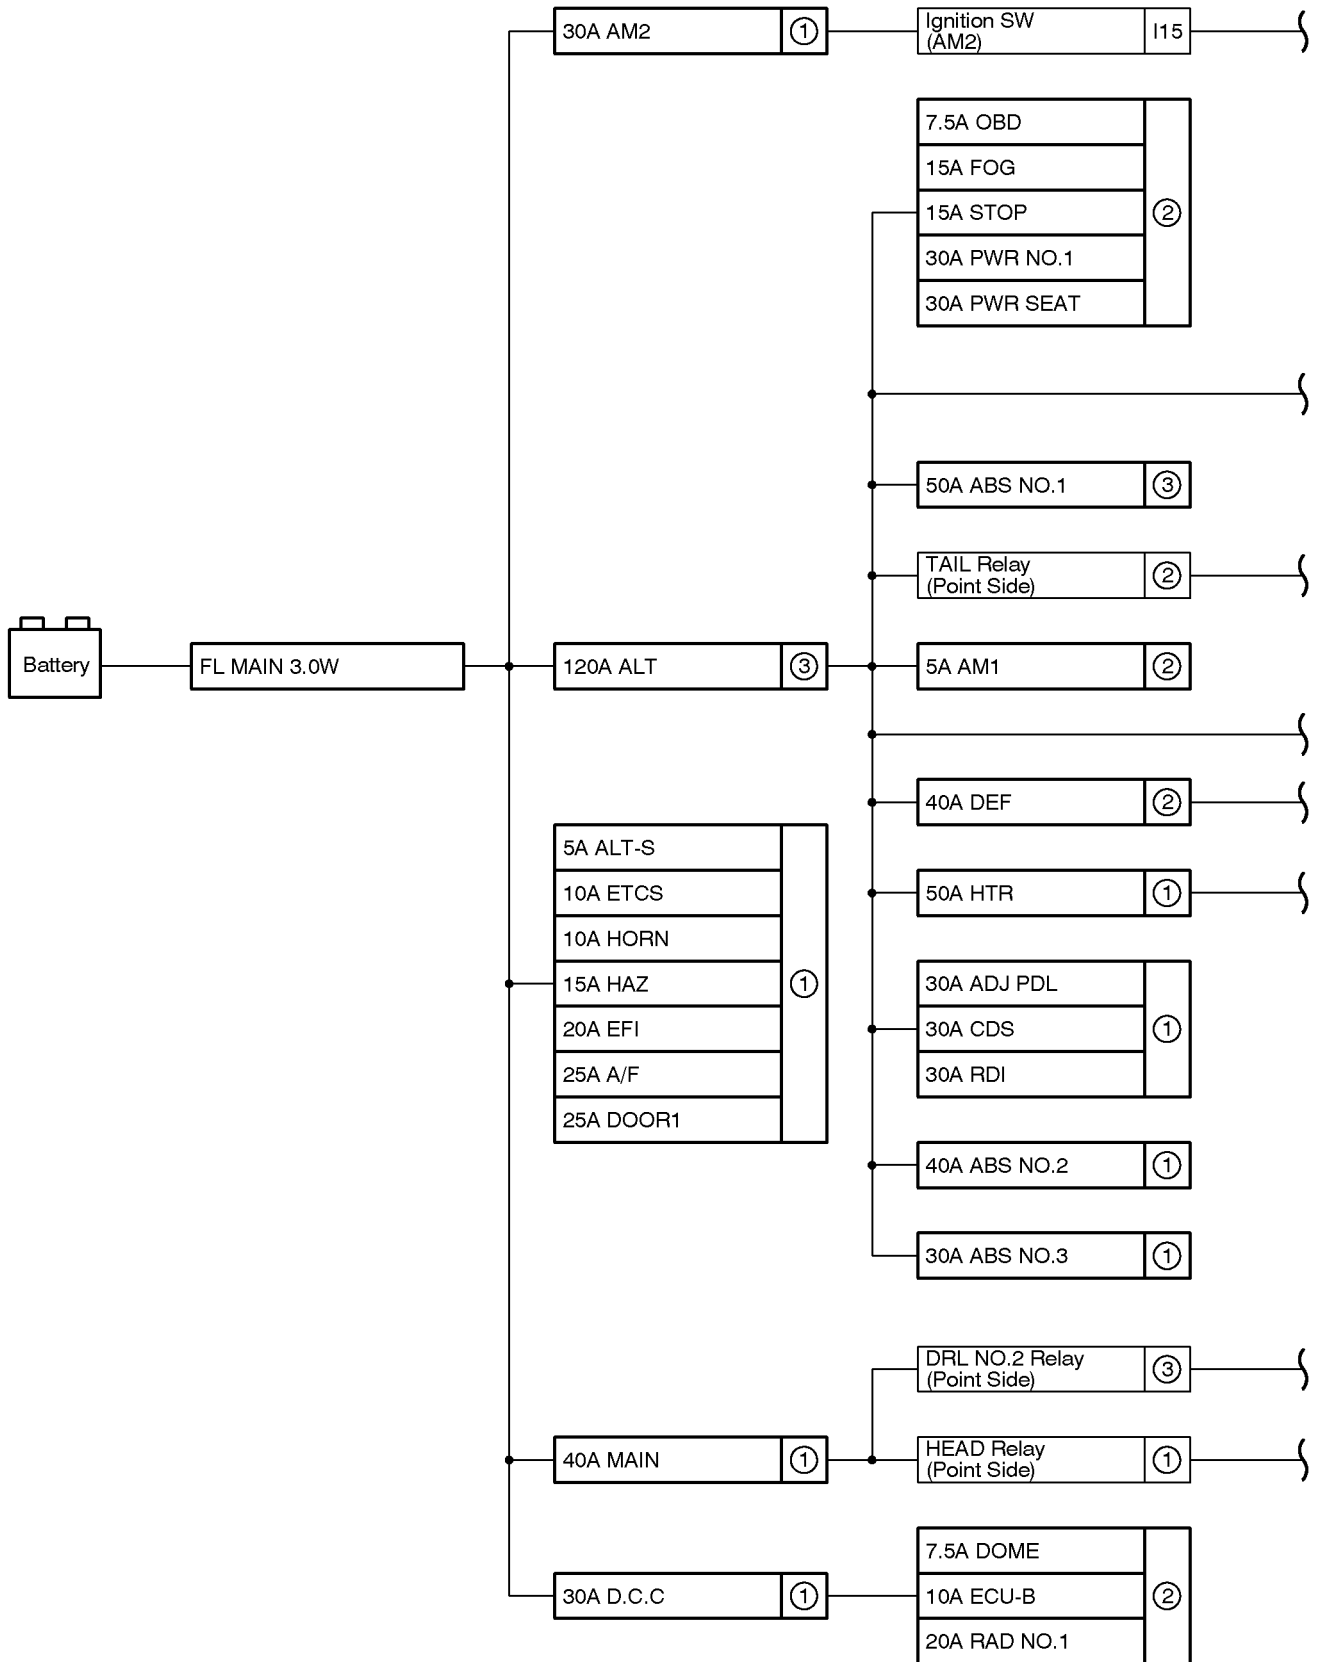 30A AM2 ①
Ignition SW
(AM2)
I15
7.5A OBD
15A FOG
15A STOP
②
30A PWR NO.1
30A PWR SEAT
50A ABS NO.1 ③
TAIL Relay
(Point Side)
②
Battery
FL MAIN 3.0W
120A ALT ③
5A AM1 ②
40A DEF ②
5A ALT-S
10A ETCS
10A HORN
15A HAZ
①
20A EFI
25A A/F
25A DOOR1
50A HTR ①
30A ADJ PDL
30A CDS
①
30A RDI
40A ABS NO.2 ①
30A ABS NO.3 ①
DRL NO.2 Relay
(Point Side)
③
40A MAIN ①
HEAD Relay
(Point Side)
①
30A D.C.C ①
7.5A DOME
10A ECU-B
②
20A RAD NO.1